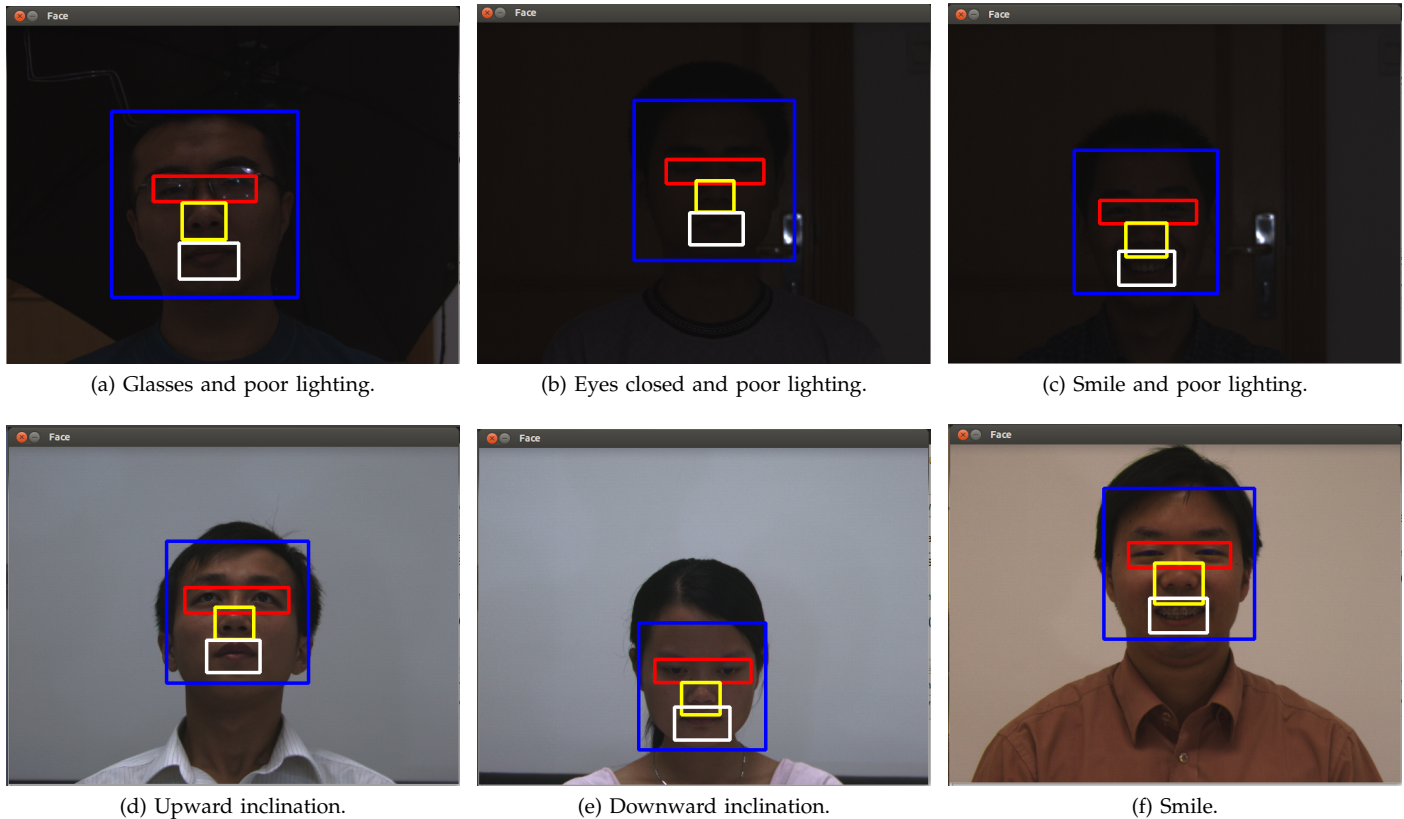 Face
Face
Face
(a) Glasses and poor lighting.
(b) Eyes closed and poor lighting.
(c) Smile and poor lighting.
Face
Face
Face
(d) Upward inclination.
(e) Downward inclination.
(f) Smile.